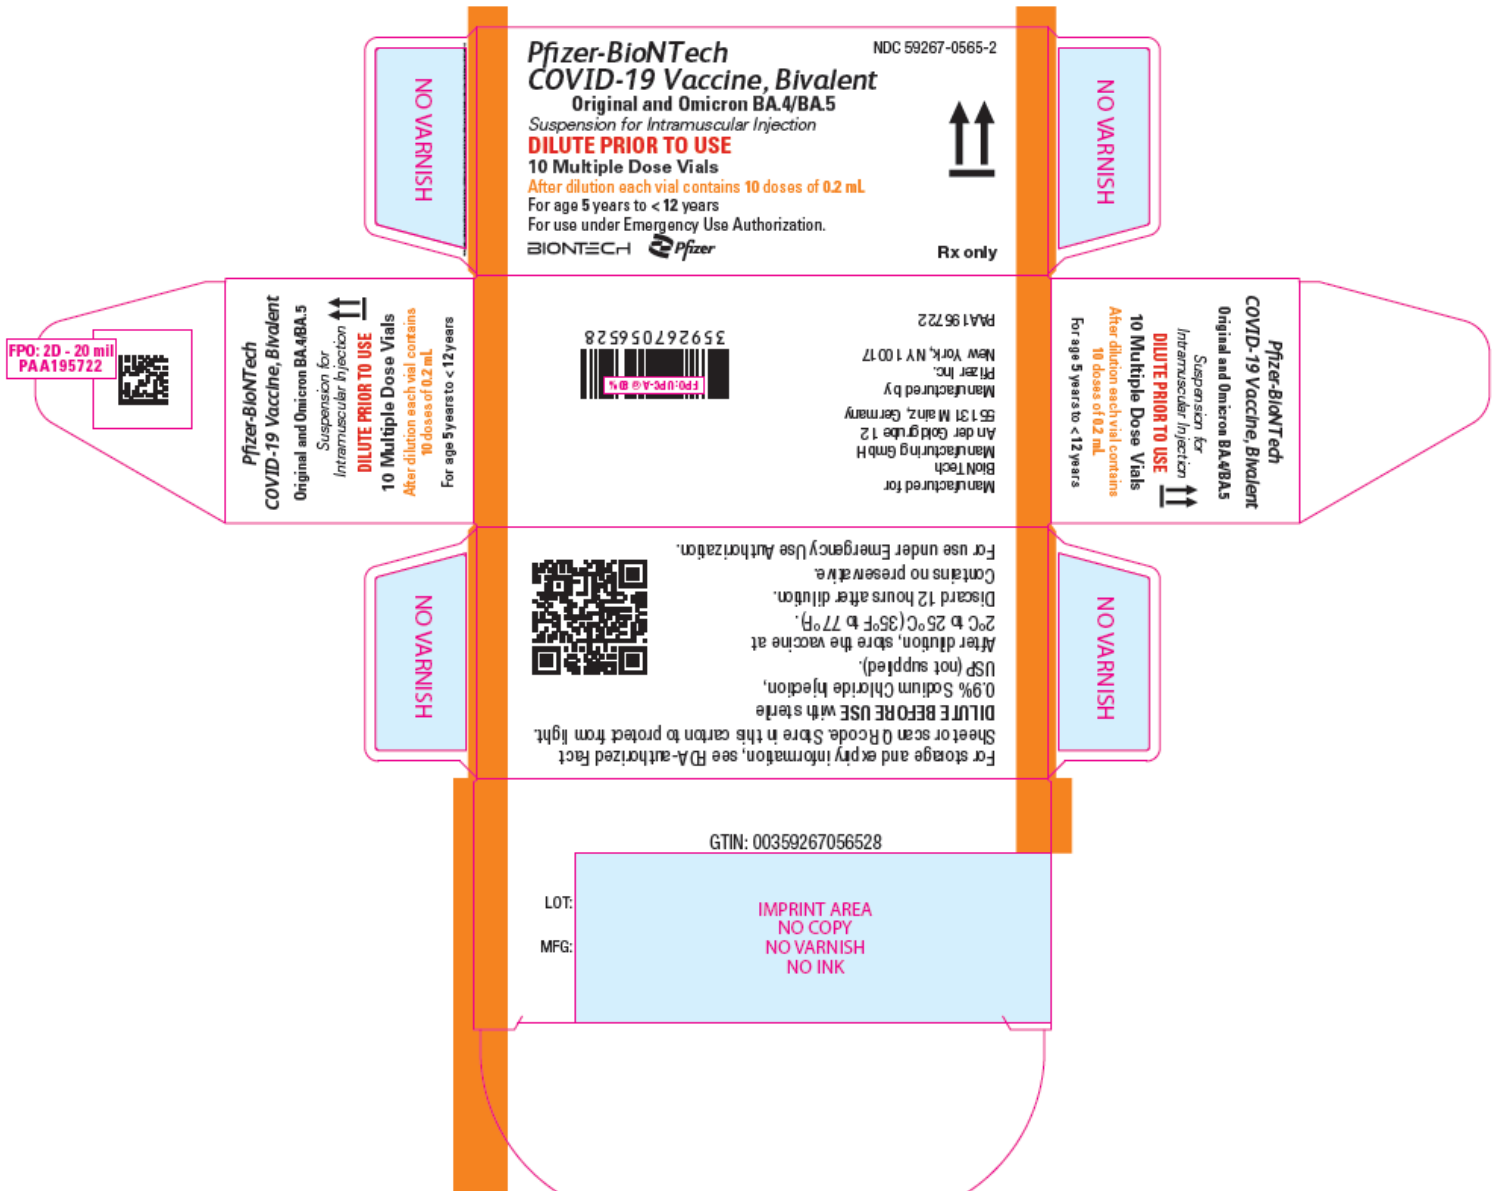 Pfizer-BioNTech
COVID-19 Vaccine, Bivalent
Original and Omicron BA.4/BA.5
Suspension for Intramuscular Injection
DILUTE PRIOR TO USE
10 Multiple Dose Vials
After dilution each vial contains 10 doses of 0.2 mL
For age 5 years to < 12 years
For use under Emergency Use Authorization.
BIONTECH Pfizer
NDC 59267-0565-2
Rx only
NO VARNISH
NO VARNISH
FPO: 2D - 20 mil
PAA195722
Pfizer-BioNTech
COVID-19 Vaccine, Bivalent
Original and Omicron BA.4/BA.5
Suspension for
Intramuscular Injection
DILUTE PRIOR TO USE
10 Multiple Dose Vials
After dilution each vial contains
10 doses of 0.2 mL
For age 5 years to < 12 years
Manufactured for
BioNTech
Manufacturing GmbH
An der Goldgrube 12
55131 Mainz, Germany
Manufactured by
Pfizer Inc.
New York, NY 10017
PAA195722
FPO: UPC-A @ 80%
359267056528
Pfizer-BioNTech
COVID-19 Vaccine, Bivalent
Original and Omicron BA.4/BA.5
Suspension for
Intramuscular Injection
DILUTE PRIOR TO USE
10 Multiple Dose Vials
After dilution each vial contains
10 doses of 0.2 mL
For age 5 years to < 12 years
NO VARNISH
NO VARNISH
For storage and expiry information, see FDA-authorized Fact
Sheet or scan QR code. Store in this carton to protect from light.
DILUTE BEFORE USE with sterile
0.9% Sodium Chloride Injection,
USP (not supplied).
After dilution, store the vaccine at
2°C to 25°C (35°F to 77°F).
Discard 12 hours after dilution.
Contains no preservative.
For use under Emergency Use Authorization.
GTIN: 00359267056528
LOT:
MFG:
IMPRINT AREA
NO COPY
NO VARNISH
NO INK